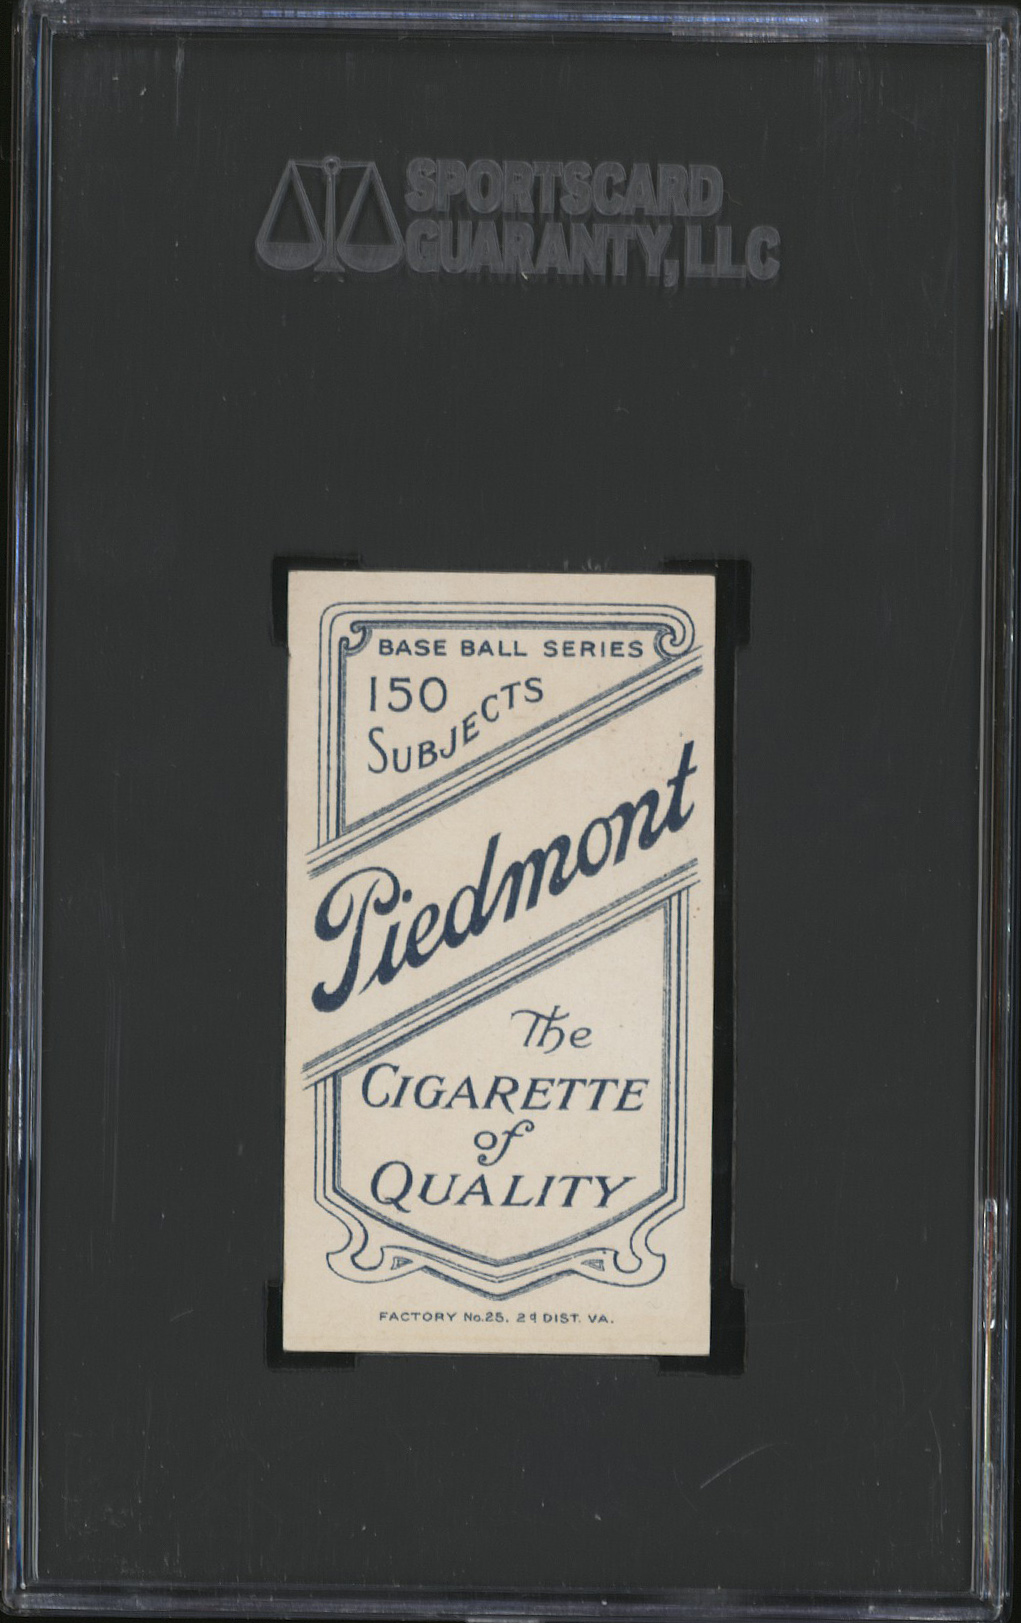 SPORTSCARD
GUARANTY, LLC
BASE BALL SERIES
150
SUBJECTS
Piedmont
The
CIGARETTE
of
QUALITY
FACTORY No.25, 2d DIST. VA.